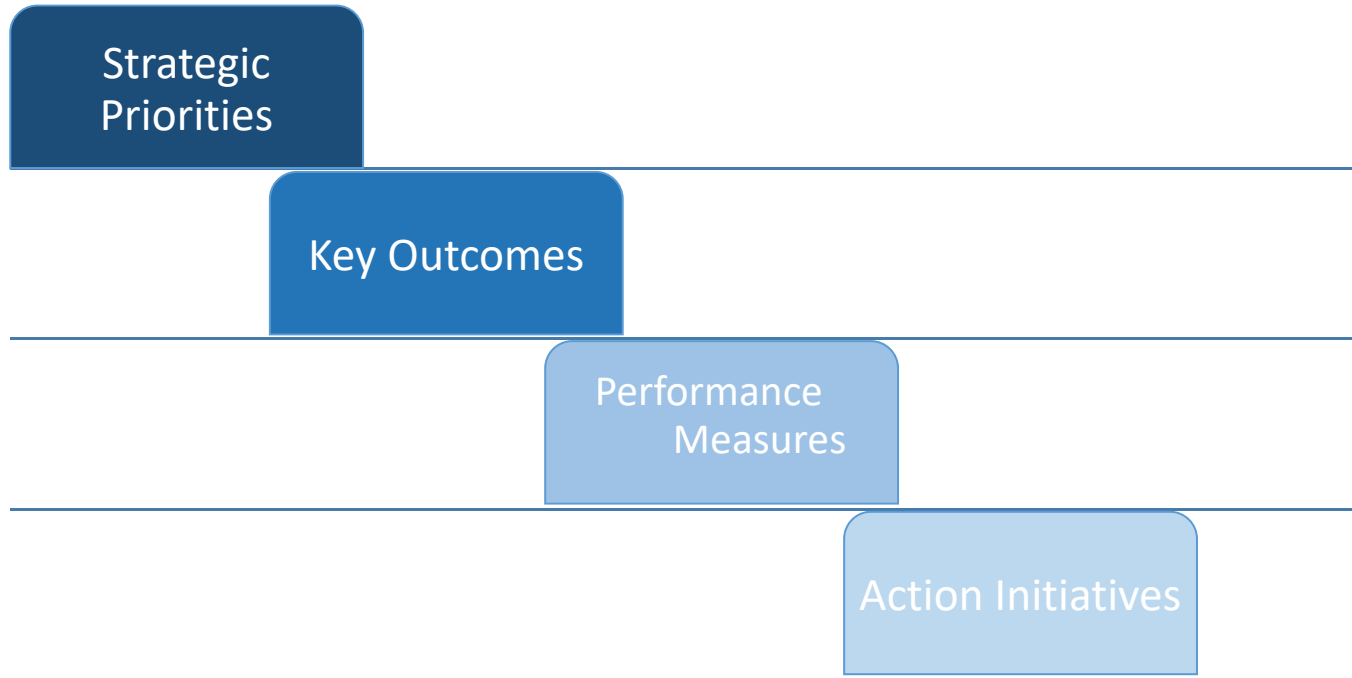 Strategic
Priorities
Key Outcomes
Performance
Measures
Action Initiatives